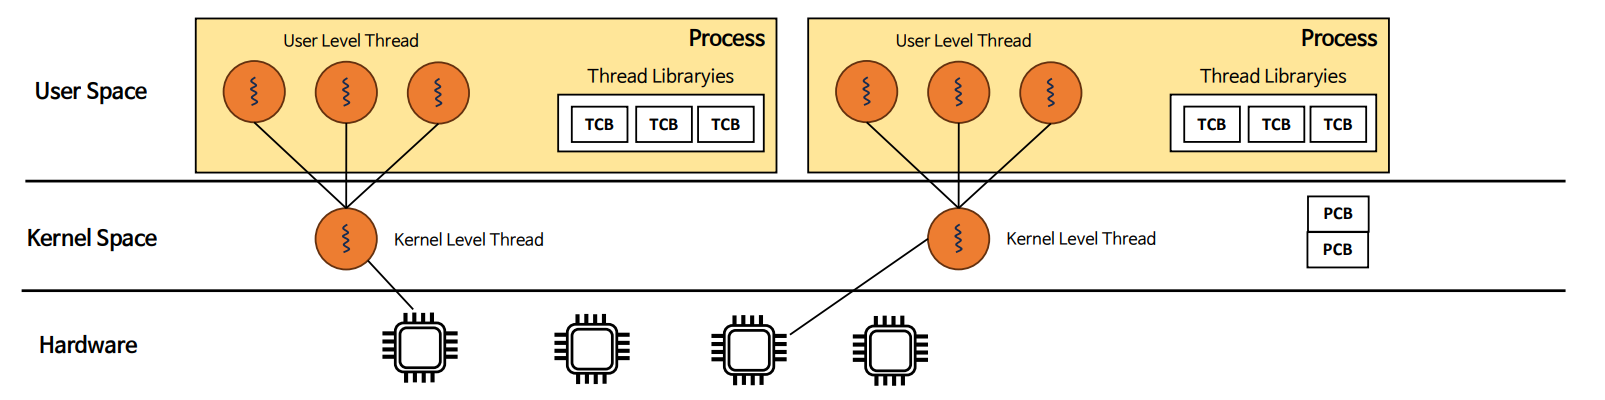 User Level Thread
Process
Thread Libraryies
TCB
TCB
TCB
User Level Thread
Process
Thread Libraryies
TCB
TCB
TCB
User Space
Kernel Space
Kernel Level Thread
Kernel Level Thread
PCB
PCB
Hardware